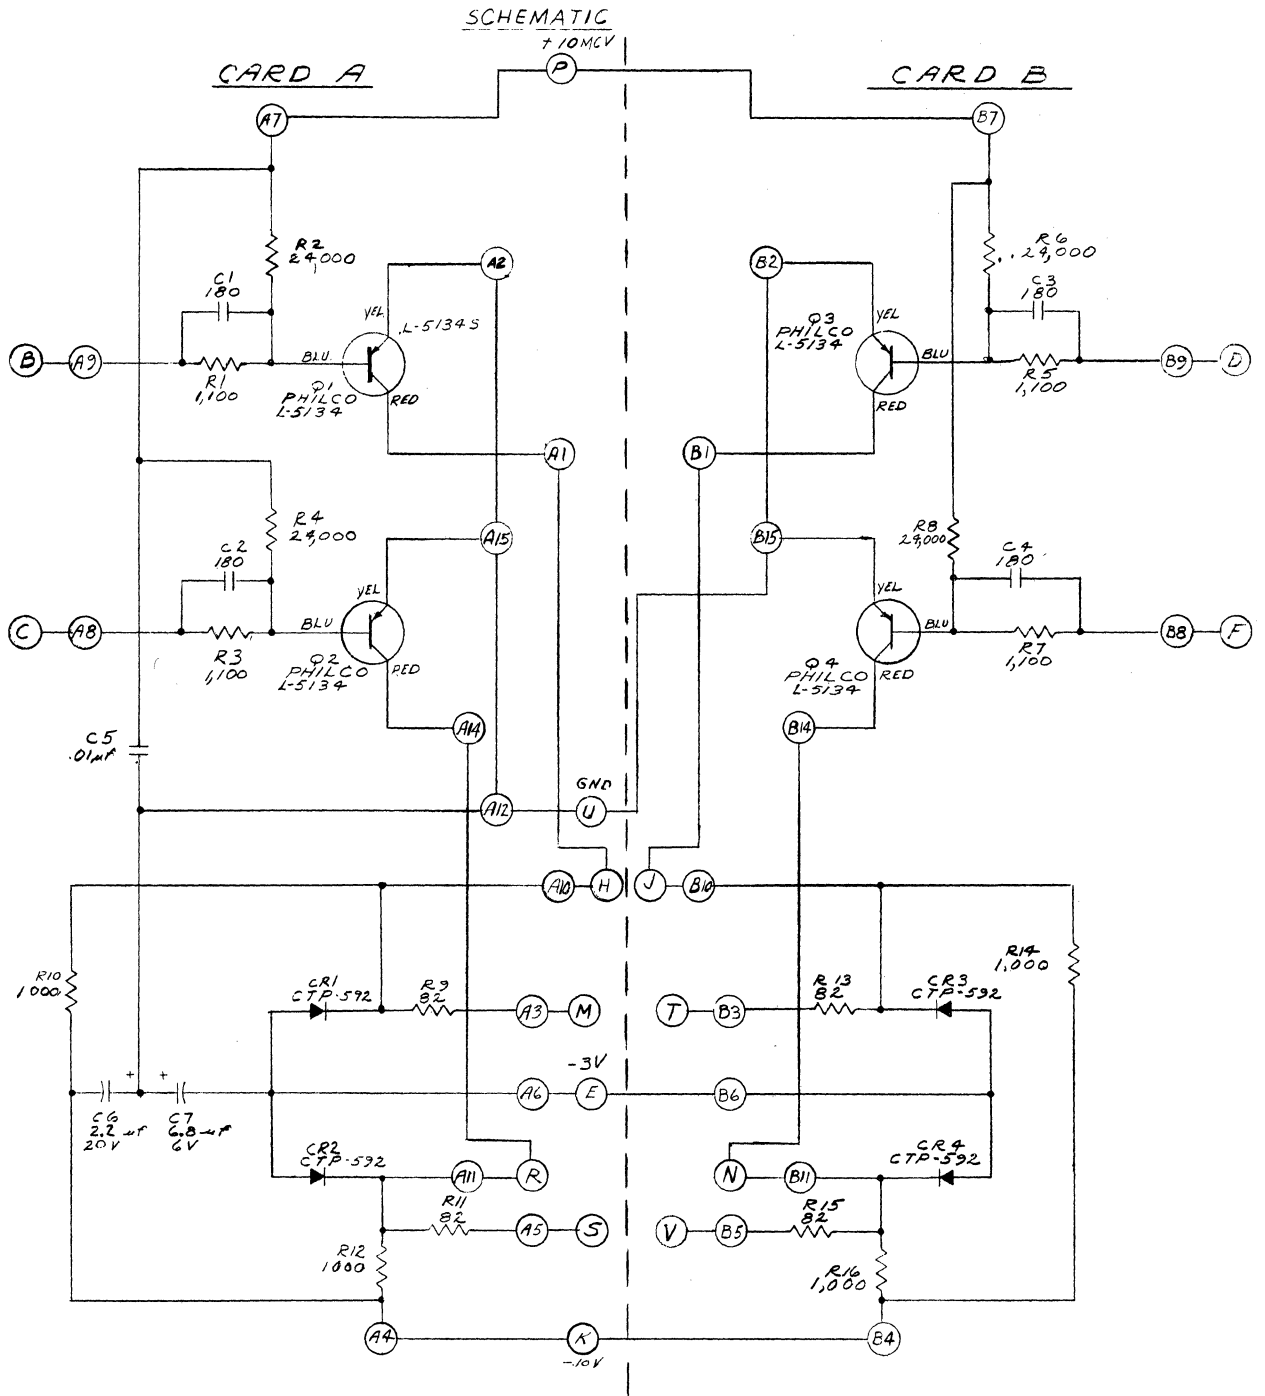 SCHEMATIC
+10MCV
CARD A
P
CARD B
A7
B7
R2
24,000
A2
B2
R6
24,000
C1
180
C3
180
YEL
L-5134S
Q3
PHILCO
L-5134
YEL
B
A9
BLU
BLU
B9
D
R1
1,100
Q1
PHILCO
L-5134
RED
RED
R5
1,100
A1
B1
R4
24,000
A15
B15
R8
24,000
C2
180
C4
180
YEL
YEL
C
A8
BLU
BLU
B8
F
R3
1,100
Q2
PHILCO
L-5134
RED
Q4
PHILCO
L-5134
RED
R7
1,100
A14
B14
C5
.01µf
GND
A12
U
A10
H
J
B10
R10
1000
CR1
CTP-592
R9
82
R13
82
CR3
CTP-592
R14
1,000
A3
M
T
B3
-3V
+
+
A6
E
B6
C6
2.2 µf
20V
C7
6.8 µf
6V
CR2
CTP-592
CR4
CTP-592
A11
R
N
B11
R11
82
R15
82
A5
S
V
B5
R12
1000
R16
1,000
A4
K
B4
-10V